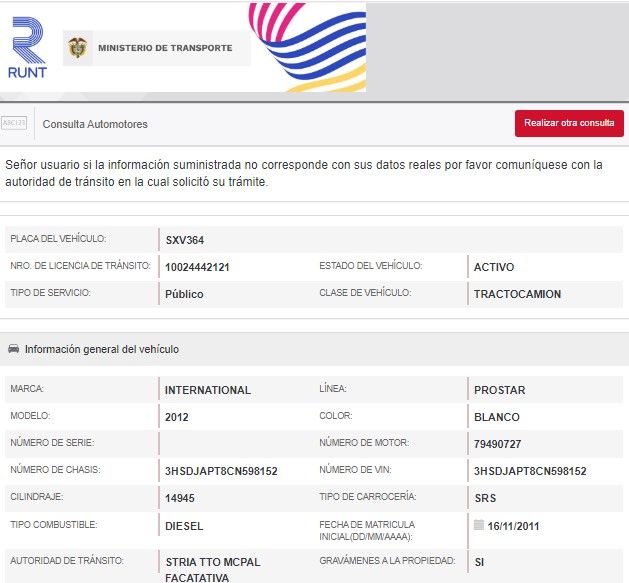 RUNT
MINISTERIO DE TRANSPORTE
ABC123
Consulta Automotores
Realizar otra consulta
Señor usuario si la información suministrada no corresponde con sus datos reales por favor comuníquese con la
autoridad de tránsito en la cual solicitó su trámite.
PLACA DEL VEHÍCULO: SXV364
NRO. DE LICENCIA DE TRÁNSITO: 10024442121 ESTADO DEL VEHÍCULO: ACTIVO
TIPO DE SERVICIO: Público CLASE DE VEHÍCULO: TRACTOCAMION
Información general del vehículo
MARCA: INTERNATIONAL LÍNEA: PROSTAR
MODELO: 2012 COLOR: BLANCO
NÚMERO DE SERIE: NÚMERO DE MOTOR: 79490727
NÚMERO DE CHASIS: 3HSDJAPT8CN598152 NÚMERO DE VIN: 3HSDJAPT8CN598152
CILINDRAJE: 14945 TIPO DE CARROCERÍA: SRS
TIPO COMBUSTIBLE: DIESEL FECHA DE MATRICULA
INICIAL(DD/MM/AAAA): 16/11/2011
AUTORIDAD DE TRÁNSITO: STRIA TTO MCPAL
FACATATIVA GRAVÁMENES A LA PROPIEDAD: SI